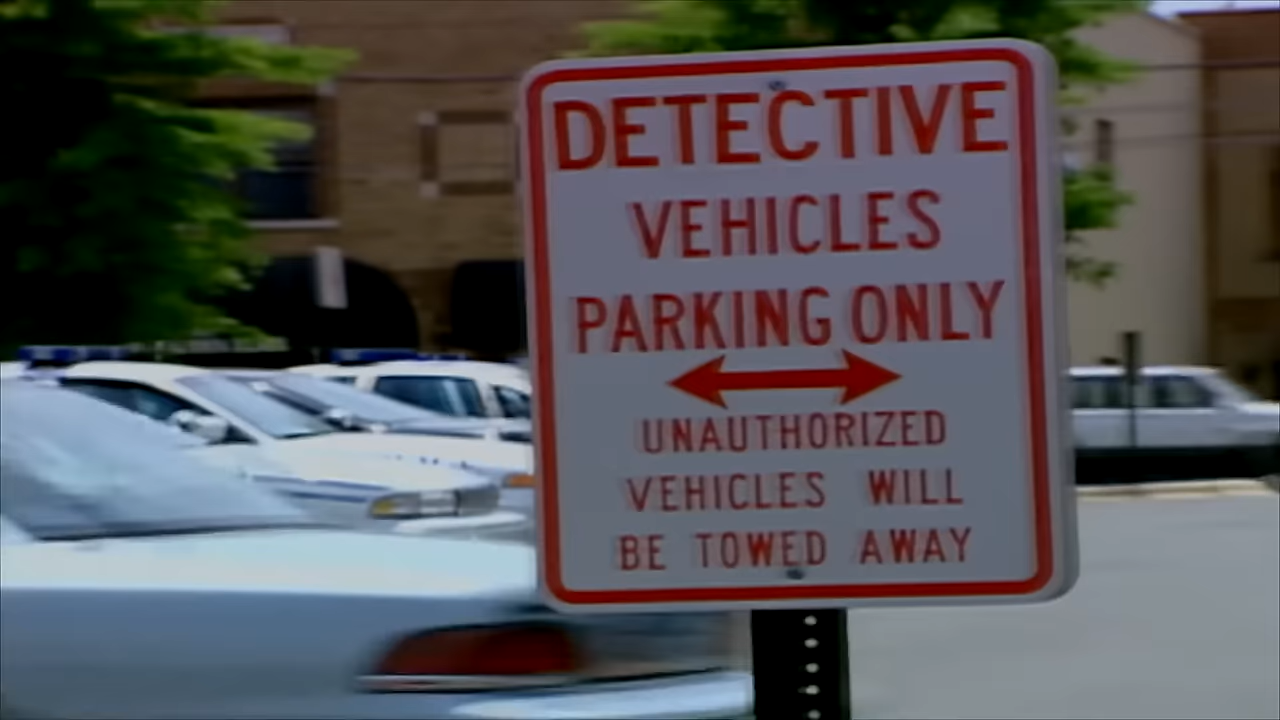 DETECTIVE
VEHICLES
PARKING ONLY
UNAUTHORIZED
VEHICLES WILL
BE TOWED AWAY